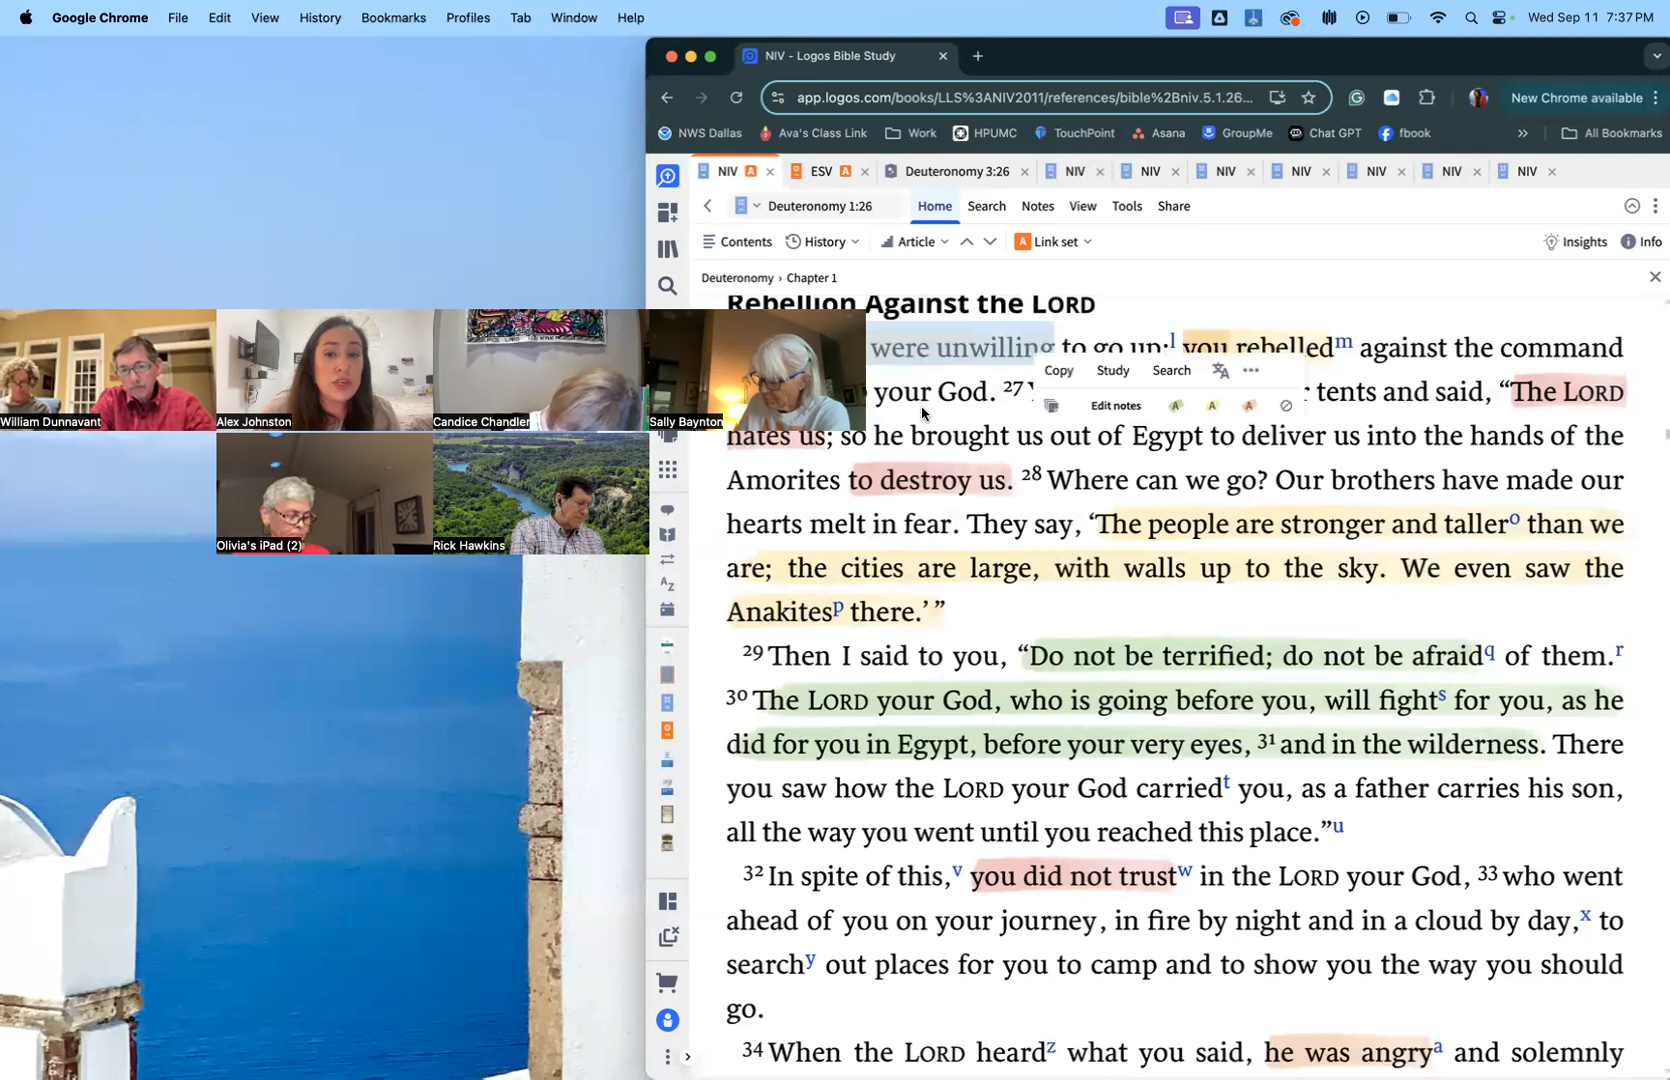 Google Chrome File Edit View History Bookmarks Profiles Tab Window Help Wed Sep 11 7:37 PM
NIV - Logos Bible Study
app.logos.com/books/LLS%3ANIV2011/references/bible%2Bniv.5.1.26... New Chrome available
NWS Dallas Ava's Class Link Work HPUMC TouchPoint Asana GroupMe Chat GPT fbook » All Bookmarks
NIV A ESV A Deuteronomy 3:26 NIV NIV NIV NIV NIV NIV NIV
Deuteronomy 1:26 Home Search Notes View Tools Share
Contents History Article A Link set Insights Info
Deuteronomy › Chapter 1
Rebellion Against the LORD
were unwilling to go up;l you rebelledm against the command
Copy Study Search
your God. 27 tents and said, “The LORD
Edit notes A A A
hates us; so he brought us out of Egypt to deliver us into the hands of the
Amorites to destroy us. 28 Where can we go? Our brothers have made our
hearts melt in fear. They say, ‘The people are stronger and tallero than we
are; the cities are large, with walls up to the sky. We even saw the
Anakitesp there.’ ”
29 Then I said to you, “Do not be terrified; do not be afraidq of them.r
30 The LORD your God, who is going before you, will fights for you, as he
did for you in Egypt, before your very eyes, 31 and in the wilderness. There
you saw how the LORD your God carriedt you, as a father carries his son,
all the way you went until you reached this place.”u
32 In spite of this,v you did not trustw in the LORD your God, 33 who went
ahead of you on your journey, in fire by night and in a cloud by day,x to
searchy out places for you to camp and to show you the way you should
go.
34 When the LORD heardz what you said, he was angrya and solemnly
William Dunnavant
Alex Johnston
Candice Chandler
Sally Baynton
Olivia's iPad (2)
Rick Hawkins